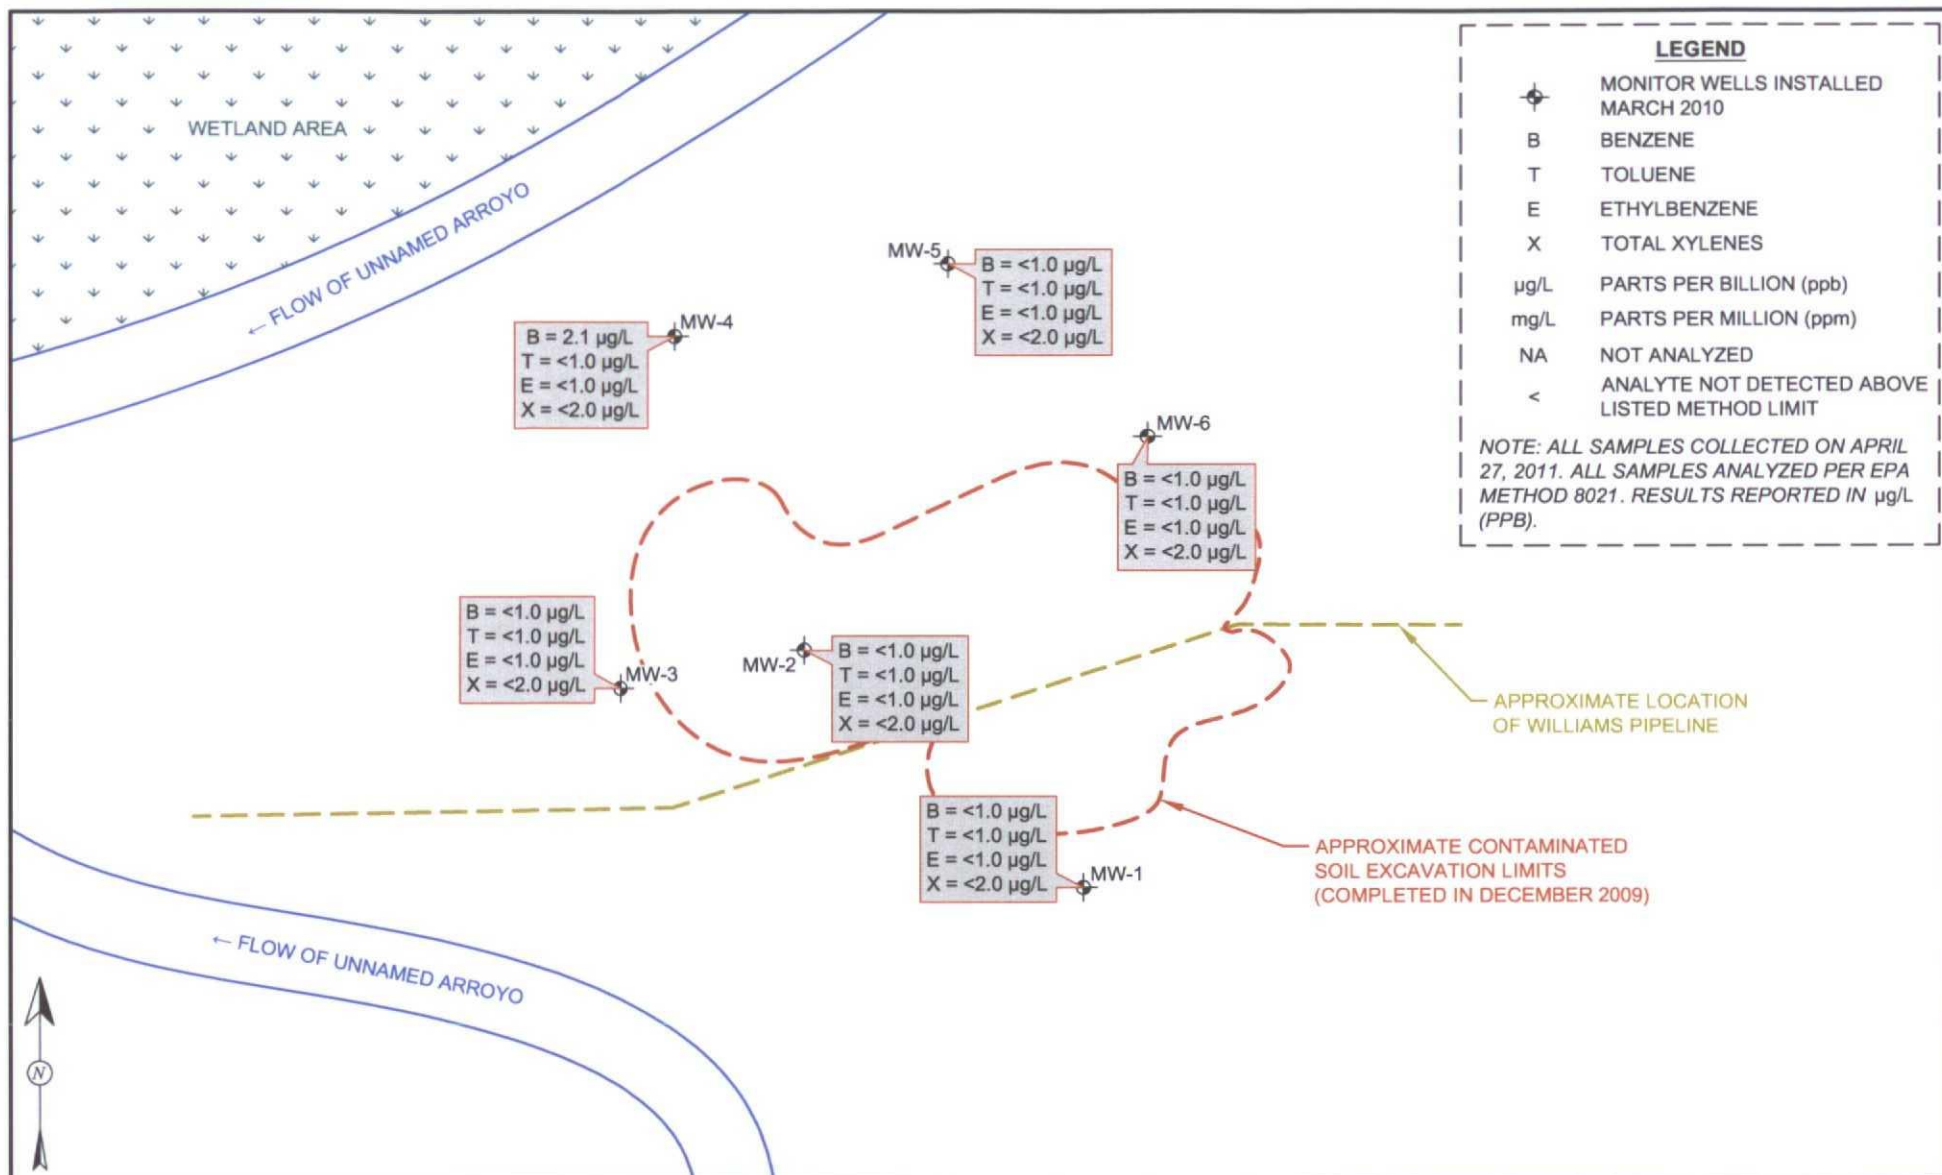 WETLAND AREA
← FLOW OF UNNAMED ARROYO
MW-5
B = <1.0 µg/L
T = <1.0 µg/L
E = <1.0 µg/L
X = <2.0 µg/L
MW-4
B = 2.1 µg/L
T = <1.0 µg/L
E = <1.0 µg/L
X = <2.0 µg/L
MW-6
B = <1.0 µg/L
T = <1.0 µg/L
E = <1.0 µg/L
X = <2.0 µg/L
B = <1.0 µg/L
T = <1.0 µg/L
E = <1.0 µg/L
X = <2.0 µg/L
MW-3
MW-2
B = <1.0 µg/L
T = <1.0 µg/L
E = <1.0 µg/L
X = <2.0 µg/L
B = <1.0 µg/L
T = <1.0 µg/L
E = <1.0 µg/L
X = <2.0 µg/L
MW-1
APPROXIMATE LOCATION
OF WILLIAMS PIPELINE
APPROXIMATE CONTAMINATED
SOIL EXCAVATION LIMITS
(COMPLETED IN DECEMBER 2009)
← FLOW OF UNNAMED ARROYO
N
LEGEND
MONITOR WELLS INSTALLED
MARCH 2010
B BENZENE
T TOLUENE
E ETHYLBENZENE
X TOTAL XYLENES
µg/L PARTS PER BILLION (ppb)
mg/L PARTS PER MILLION (ppm)
NA NOT ANALYZED
< ANALYTE NOT DETECTED ABOVE
LISTED METHOD LIMIT
NOTE: ALL SAMPLES COLLECTED ON APRIL
27, 2011. ALL SAMPLES ANALYZED PER EPA
METHOD 8021. RESULTS REPORTED IN µg/L
(PPB).